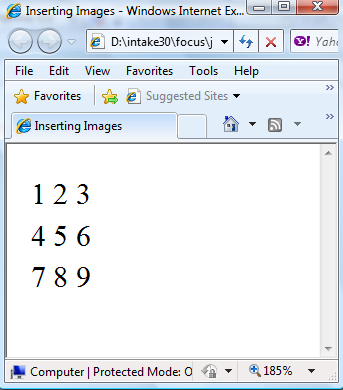 Inserting Images - Windows Internet Ex...
D:\intake30\focus\j
Yaho
File Edit View Favorites Tools Help
Favorites Suggested Sites
Inserting Images
1 2 3
4 5 6
7 8 9
Computer | Protected Mode: O
185%